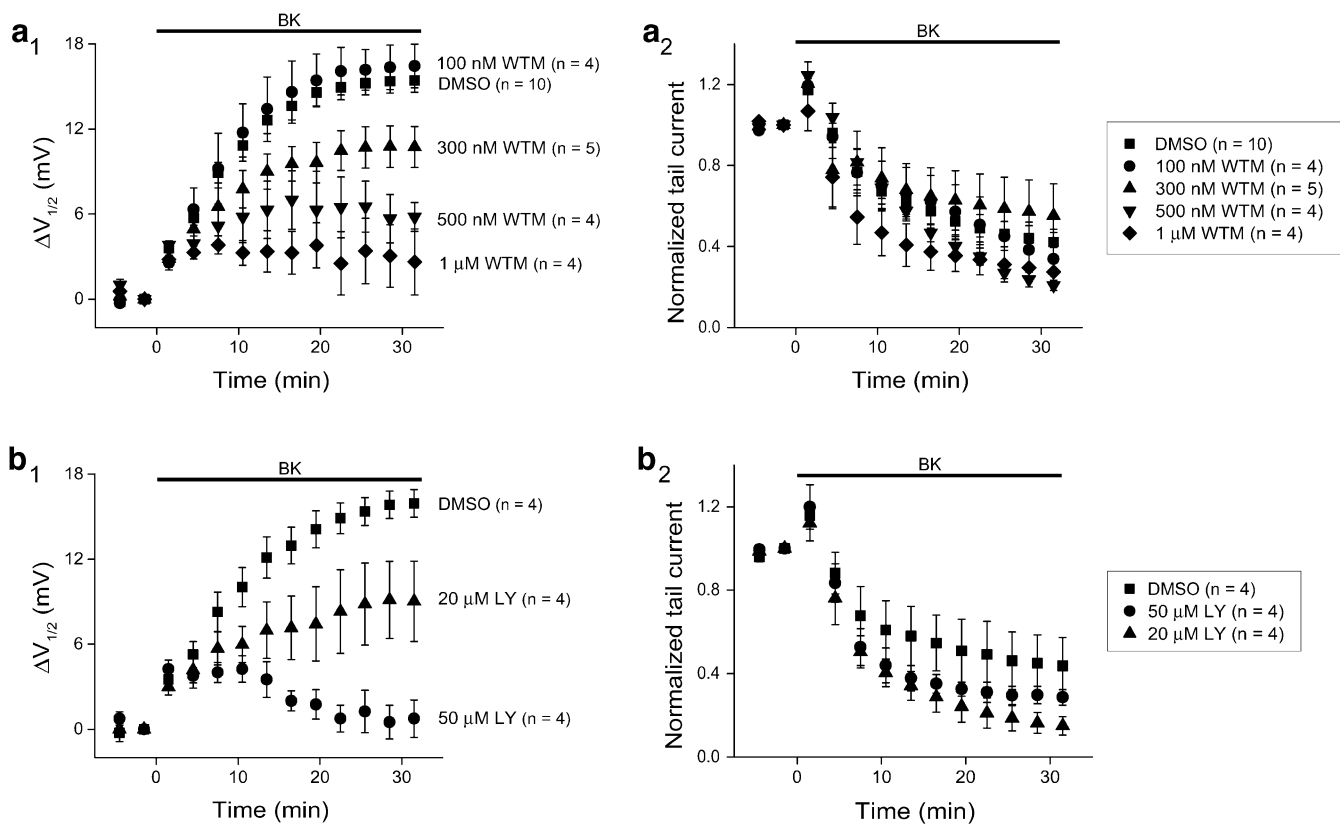 a1
BK
18
12
6
0
ΔV1/2 (mV)
100 nM WTM (n = 4)
DMSO (n = 10)
300 nM WTM (n = 5)
500 nM WTM (n = 4)
1 μM WTM (n = 4)
0 10 20 30
Time (min)
a2
BK
1.2
0.8
0.4
0.0
Normalized tail current
0 10 20 30
Time (min)
DMSO (n = 10)
100 nM WTM (n = 4)
300 nM WTM (n = 5)
500 nM WTM (n = 4)
1 μM WTM (n = 4)
b1
BK
18
12
6
0
ΔV1/2 (mV)
DMSO (n = 4)
20 μM LY (n = 4)
50 μM LY (n = 4)
0 10 20 30
Time (min)
b2
BK
1.2
0.8
0.4
0.0
Normalized tail current
0 10 20 30
Time (min)
DMSO (n = 4)
50 μM LY (n = 4)
20 μM LY (n = 4)